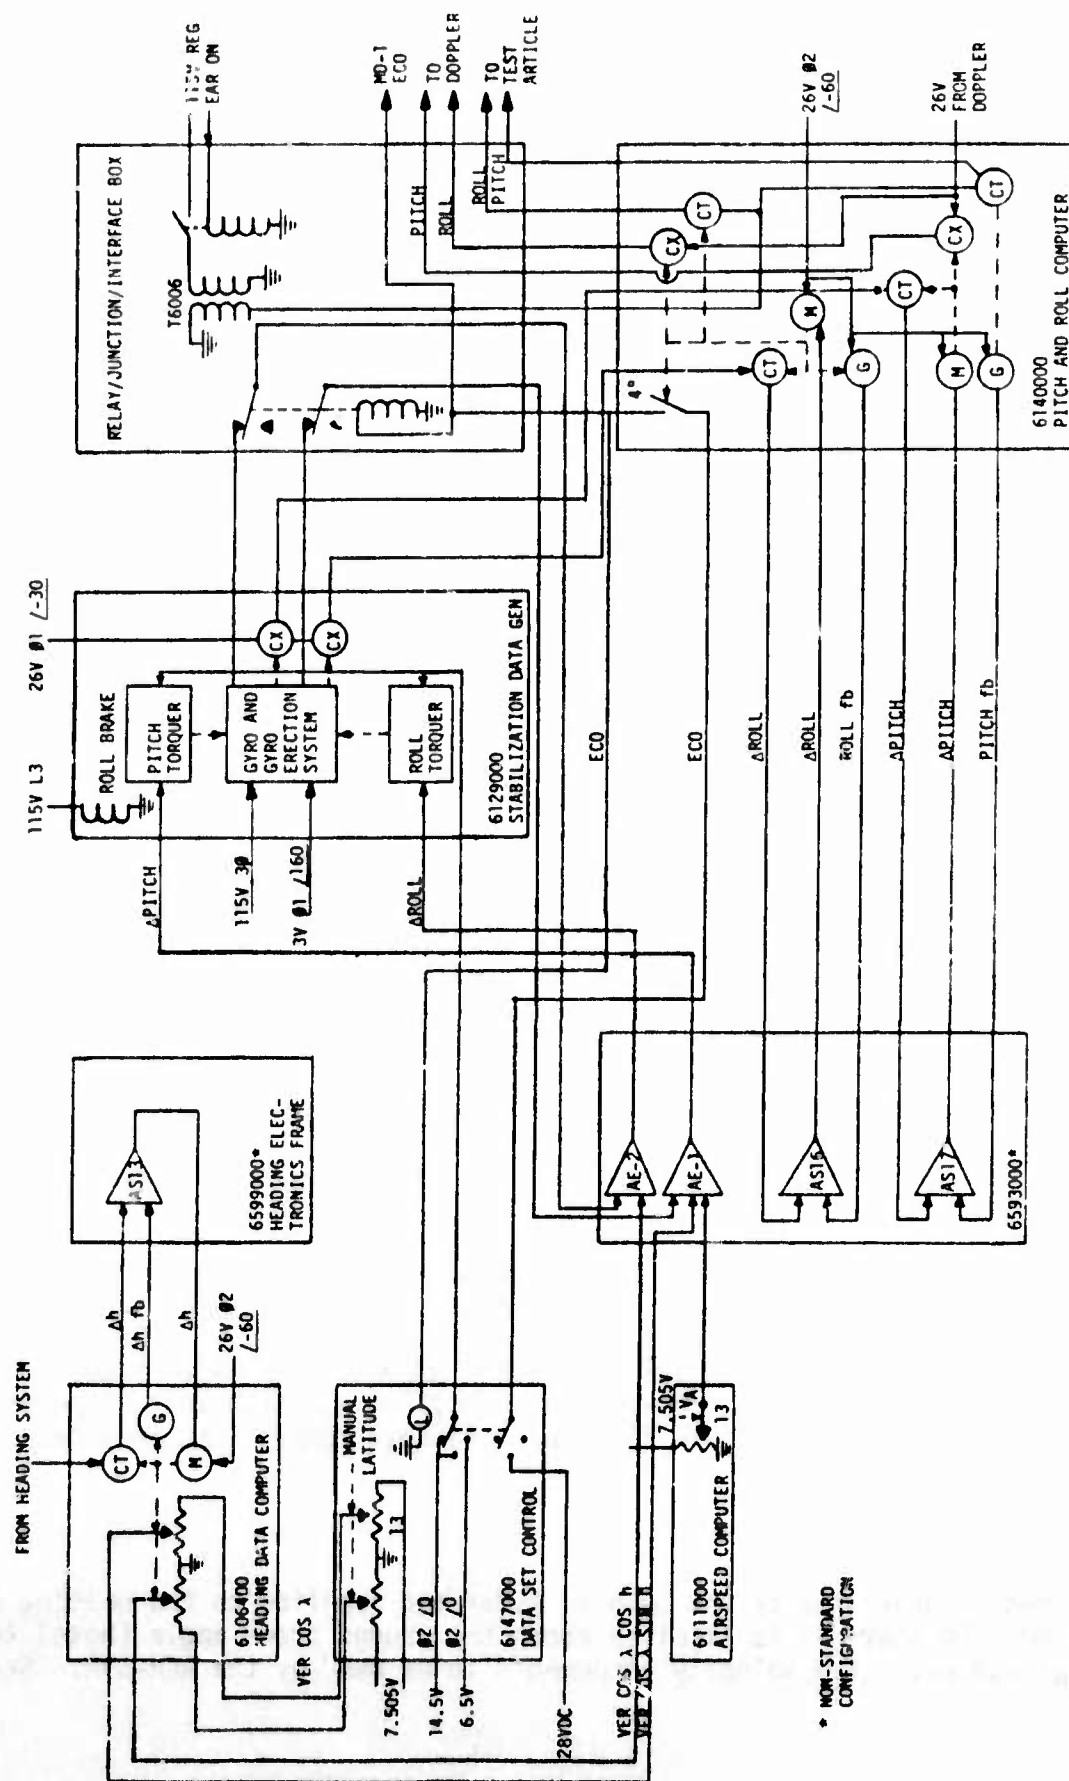 115V REG
EAR ON
MD-1
ECO
TO
DOPPLER
TO
TEST
ARTICLE
26V Ø2
/-60
26V
FROM
DOPPLER
RELAY/JUNCTION/INTERFACE BOX
T6006
PITCH
ROLL
ROLL
PITCH
CT
CX
CT
CX
CT
M
CT
G
M
G
4°
6140000
PITCH AND ROLL COMPUTER
26V Ø1 /-30
115V L3
ROLL BRAKE
PITCH
TORQUER
GYRO AND
GYRO
ERECTION
SYSTEM
ROLL
TORQUER
CX
CX
6129000
STABILIZATION DATA GEN
ΔPITCH
115V 3Ø
3V Ø1 /160
ΔROLL
ECO
ECO
ΔROLL
ΔROLL
ROLL fb
ΔPITCH
ΔPITCH
PITCH fb
AS13
6599000*
HEADING ELEC-
TRONICS FRAME
AE-2
AE-1
AS16
AS17
6593000*
FROM HEADING SYSTEM
Δh
Δh fb
Δh
26V Ø2
/-60
CT
G
M
6106400
HEADING DATA COMPUTER
VER COS λ
MANUAL
LATITUDE
13
L
7.505V
14.5V Ø2 /0
6.5V Ø2 /0
28VDC
6147000
DATA SET CONTROL
7.505V
VA
13
6111000
AIRSPEED COMPUTER
VER COS λ COS h
VER COS λ SIN h
* NON-STANDARD
CONFIGURATION